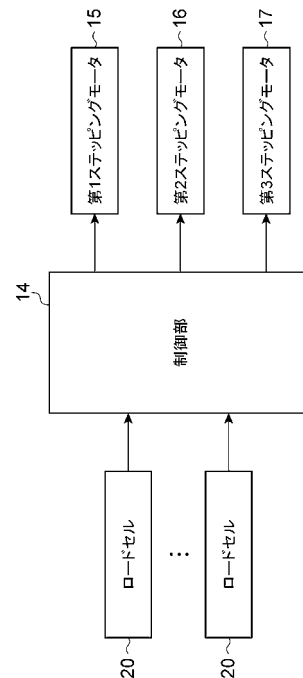 20
ロードセル
…
20
ロードセル
14
制御部
15
第1ステッピングモータ
16
第2ステッピングモータ
17
第3ステッピングモータ